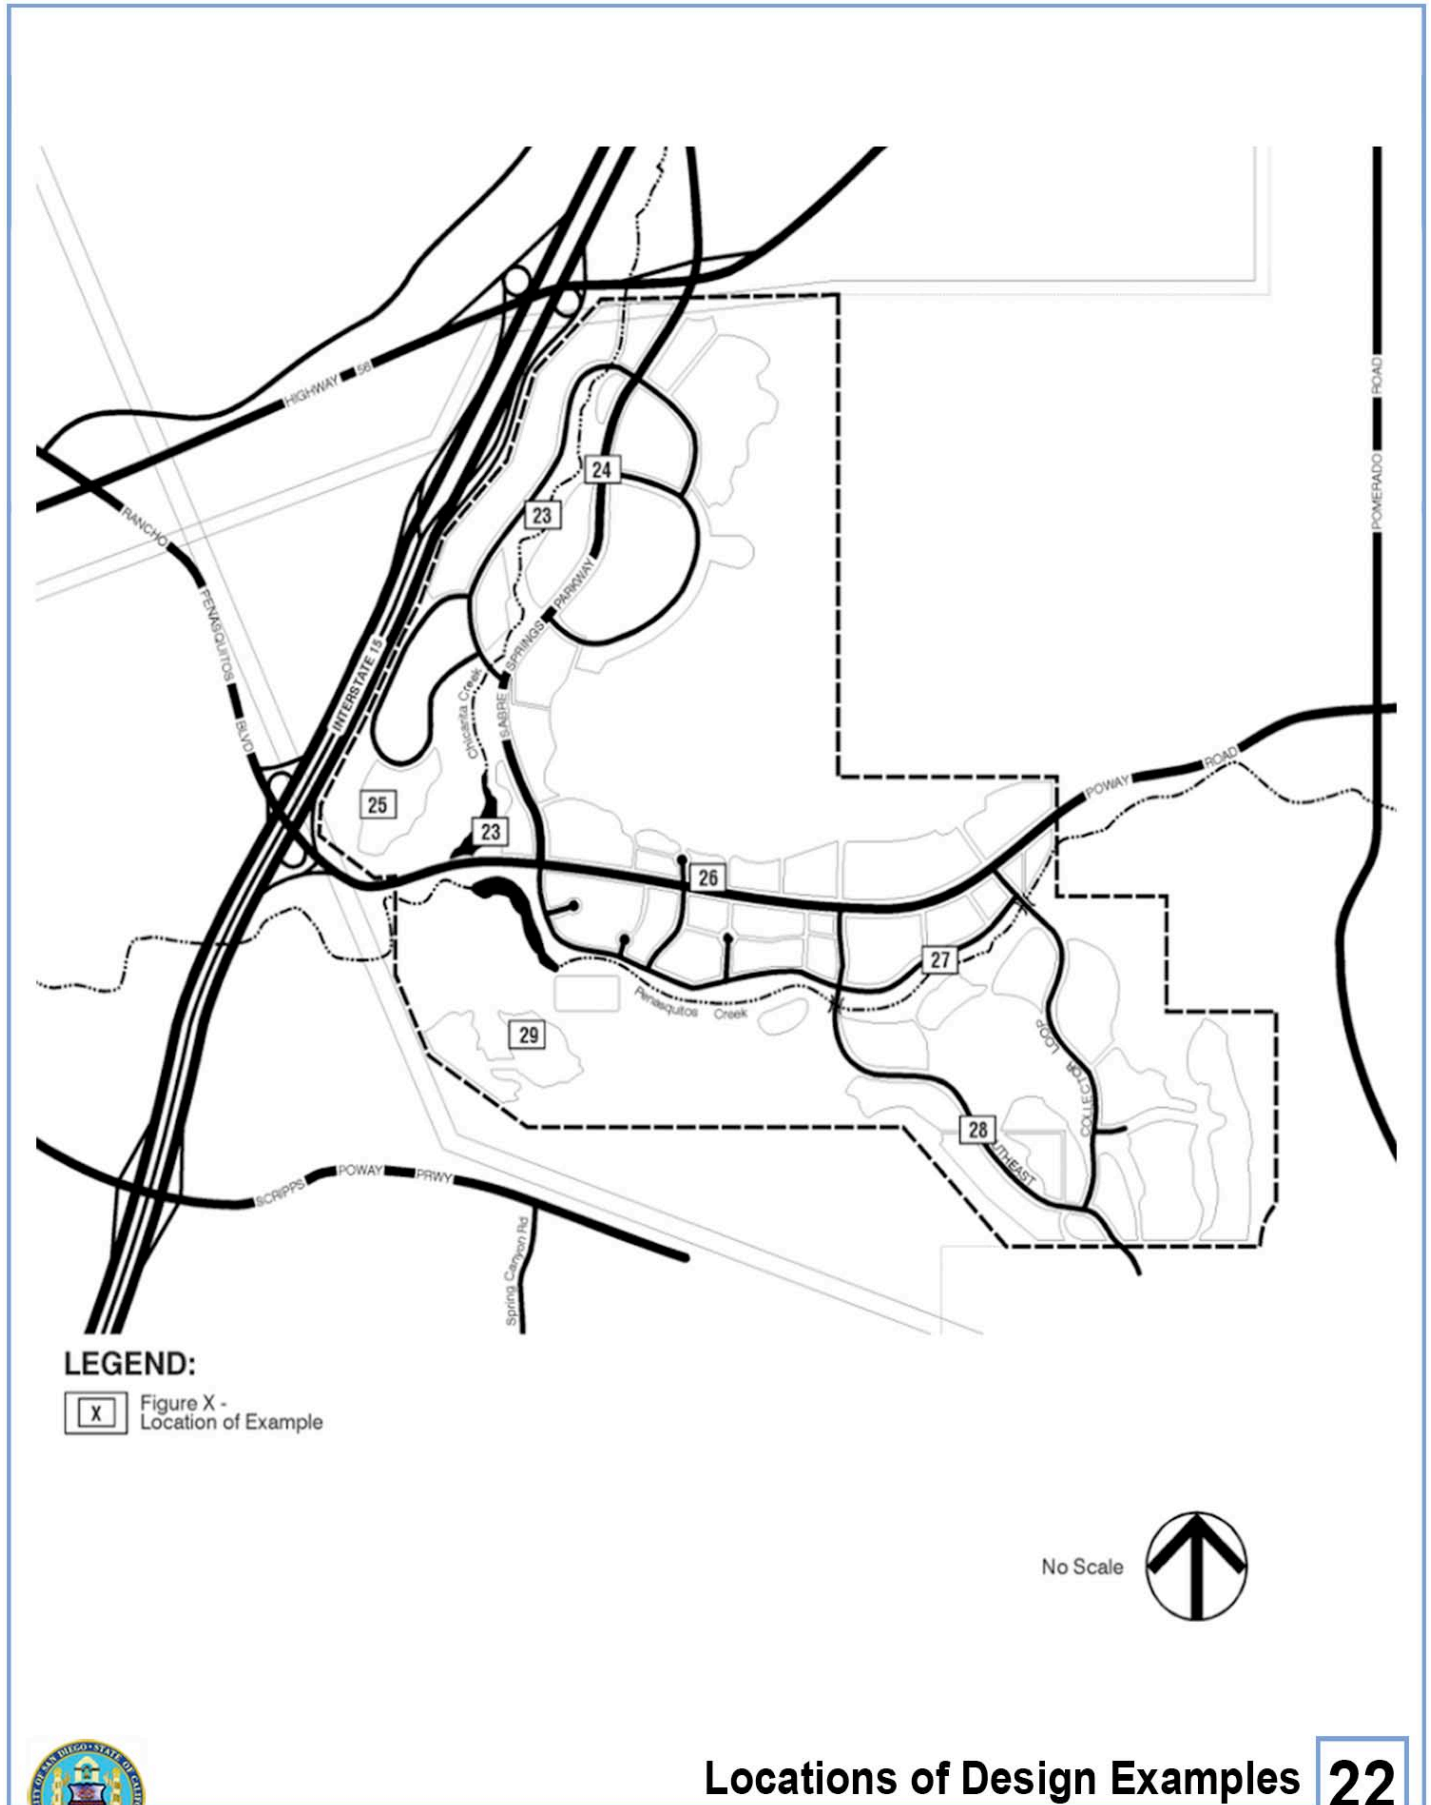 HIGHWAY 56
RANCHO PENASQUITOS BLVD
INTERSTATE 15
24
23
SABRE SPRINGS PARKWAY
Chicarita Creek
POMERADO ROAD
POWAY ROAD
25
23
26
27
Penasquitos Creek
29
LOOP
COLLECTOR
28
SCRIPPS POWAY PRWY
Spring Canyon Rd
LEGEND:
X
Figure X -
Location of Example
No Scale
Locations of Design Examples
22